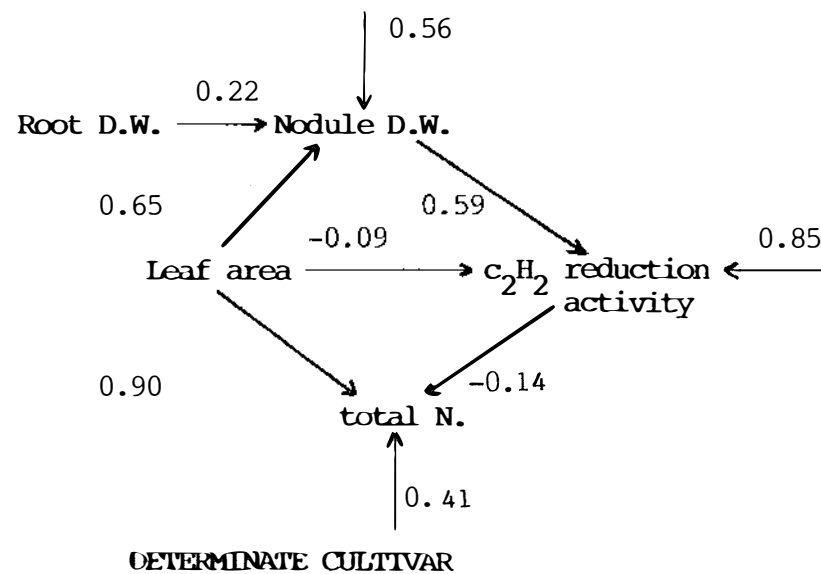 0.56
0.22
Root D.W. Nodule D.W.
0.65 0.59
-0.09 0.85
Leaf area c₂H₂ reduction
activity
0.90 -0.14
total N.
0.41
DETERMINATE CULTIVAR